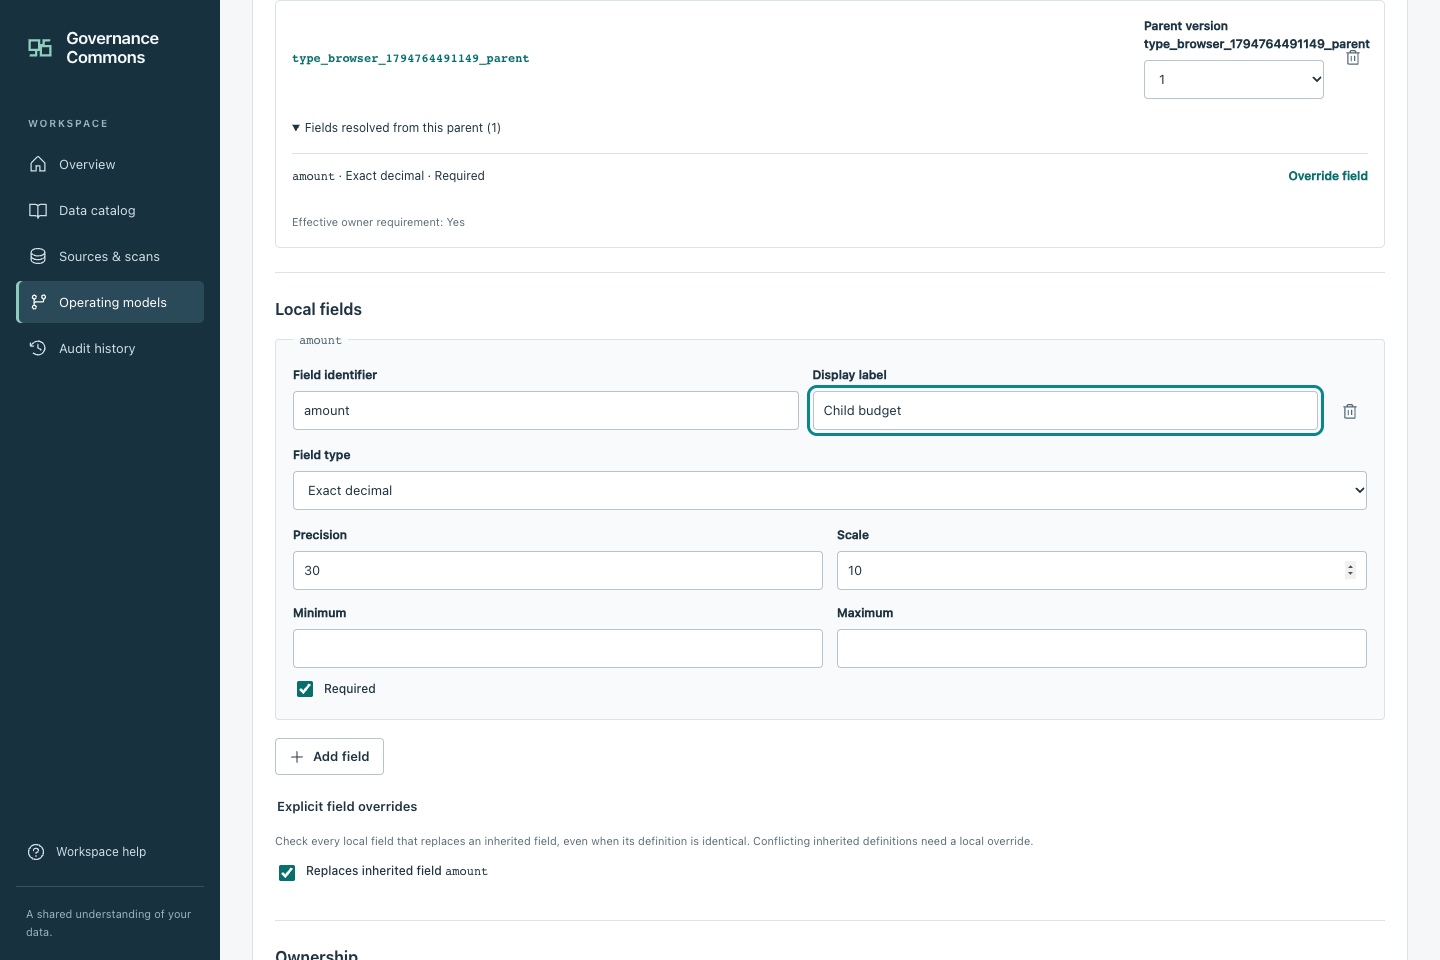 Governance
Commons
WORKSPACE
Overview
Data catalog
Sources & scans
Operating models
Audit history
Workspace help
A shared understanding of your
data.
Parent version
type_browser_1794764491149_parent
type_browser_1794764491149_parent
1
Fields resolved from this parent (1)
amount · Exact decimal · Required
Override field
Effective owner requirement: Yes
Local fields
amount
Field identifier
Display label
amount
Child budget
Field type
Exact decimal
Precision
Scale
30
10
Minimum
Maximum
Required
Add field
Explicit field overrides
Check every local field that replaces an inherited field, even when its definition is identical. Conflicting inherited definitions need a local override.
Replaces inherited field amount
Ownership